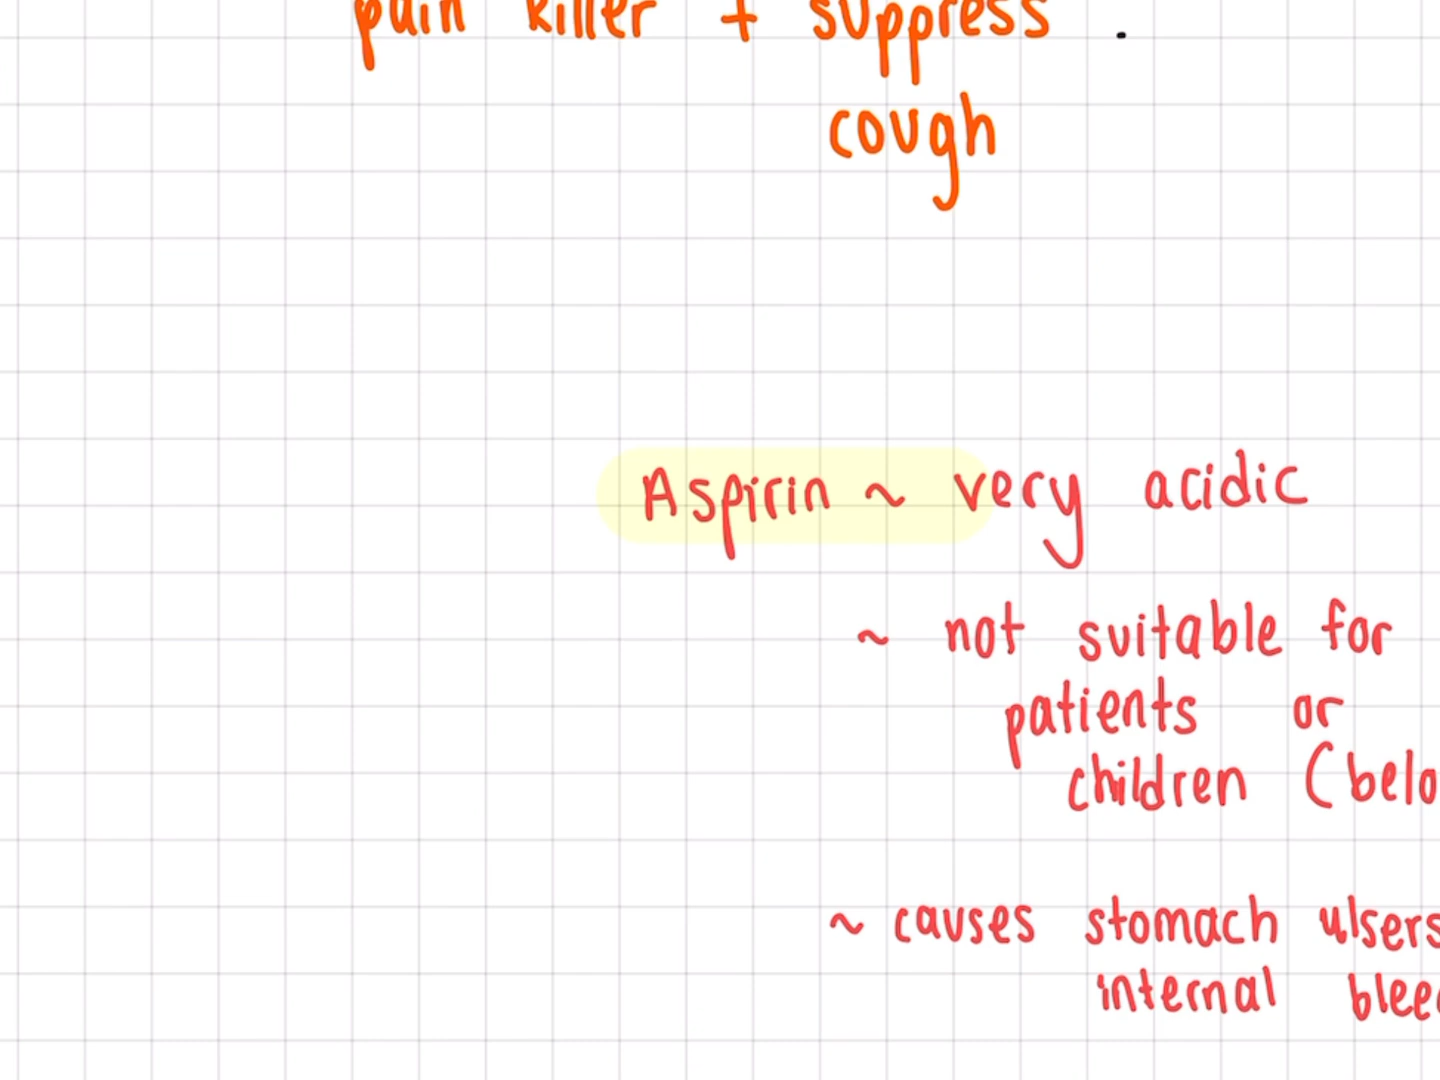 pain killer + suppress .
cough
Aspirin ~ very acidic
~ not suitable for
patients or
children (belo
~ causes stomach ulsers
internal blee